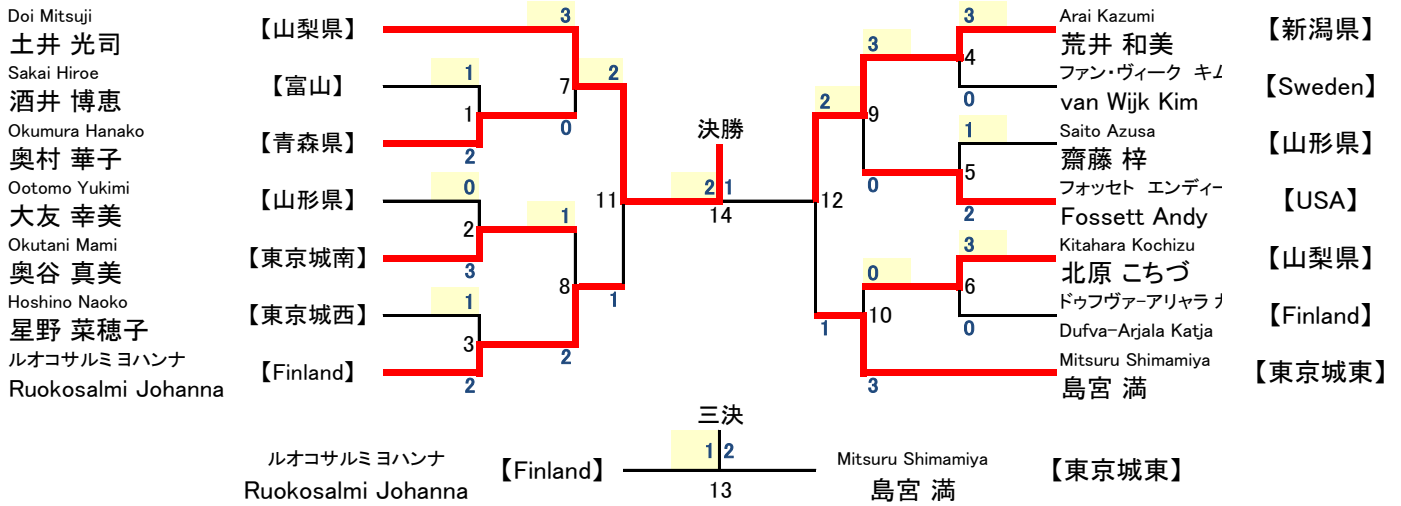 Doi Mitsuji
土井 光司
【山梨県】
Sakai Hiroe
酒井 博恵
【富山】
Okumura Hanako
奥村 華子
【青森県】
Ootomo Yukimi
大友 幸美
【山形県】
Okutani Mami
奥谷 真美
【東京城南】
Hoshino Naoko
星野 菜穂子
【東京城西】
ルオコサルミ ヨハンナ
Ruokosalmi Johanna
【Finland】
3
1
7
2
1
0
2
0
1
2
3
8
11
1
1
3
2
2
決勝
2 1
14
3
3
4
0
2
9
1
5
0
2
12
3
0
6
10
0
1
3
Arai Kazumi
荒井 和美
【新潟県】
ファン・ヴィーク キム
van Wijk Kim
【Sweden】
Saito Azusa
齋藤 梓
【山形県】
フォッセト エンディー
Fossett Andy
【USA】
Kitahara Kochizu
北原 こちづ
【山梨県】
ドゥフヴァ-アリャラ カ
Dufva-Arjala Katja
【Finland】
Mitsuru Shimamiya
島宮 満
【東京城東】
三決
1 2
13
ルオコサルミ ヨハンナ
Ruokosalmi Johanna
【Finland】
Mitsuru Shimamiya
島宮 満
【東京城東】